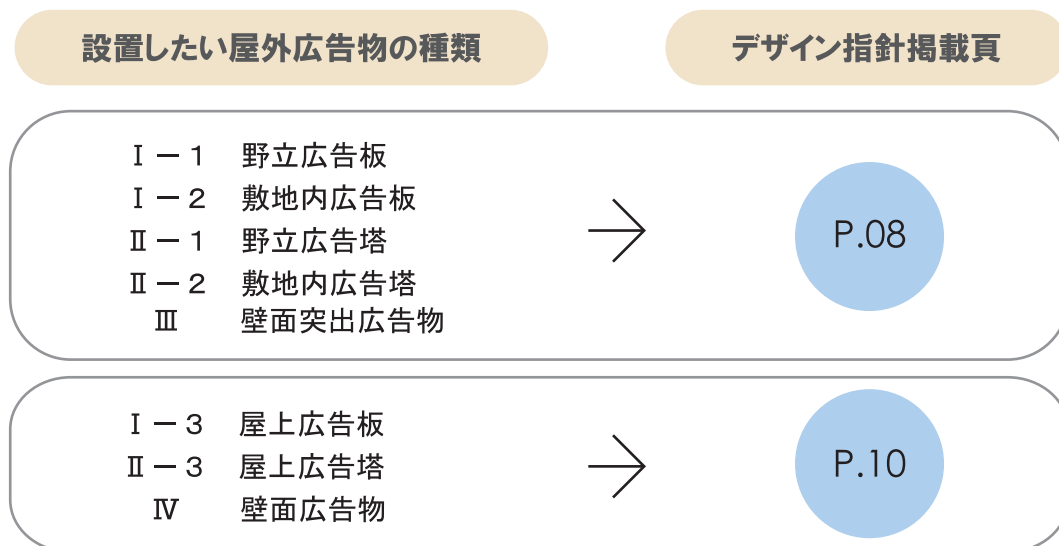 設置したい屋外広告物の種類
デザイン指針掲載頁
Ⅰ－１ 野立広告板
Ⅰ－２ 敷地内広告板
Ⅱ－１ 野立広告塔
Ⅱ－２ 敷地内広告塔
Ⅲ 壁面突出広告物
P.08
Ⅰ－３ 屋上広告板
Ⅱ－３ 屋上広告塔
Ⅳ 壁面広告物
P.10